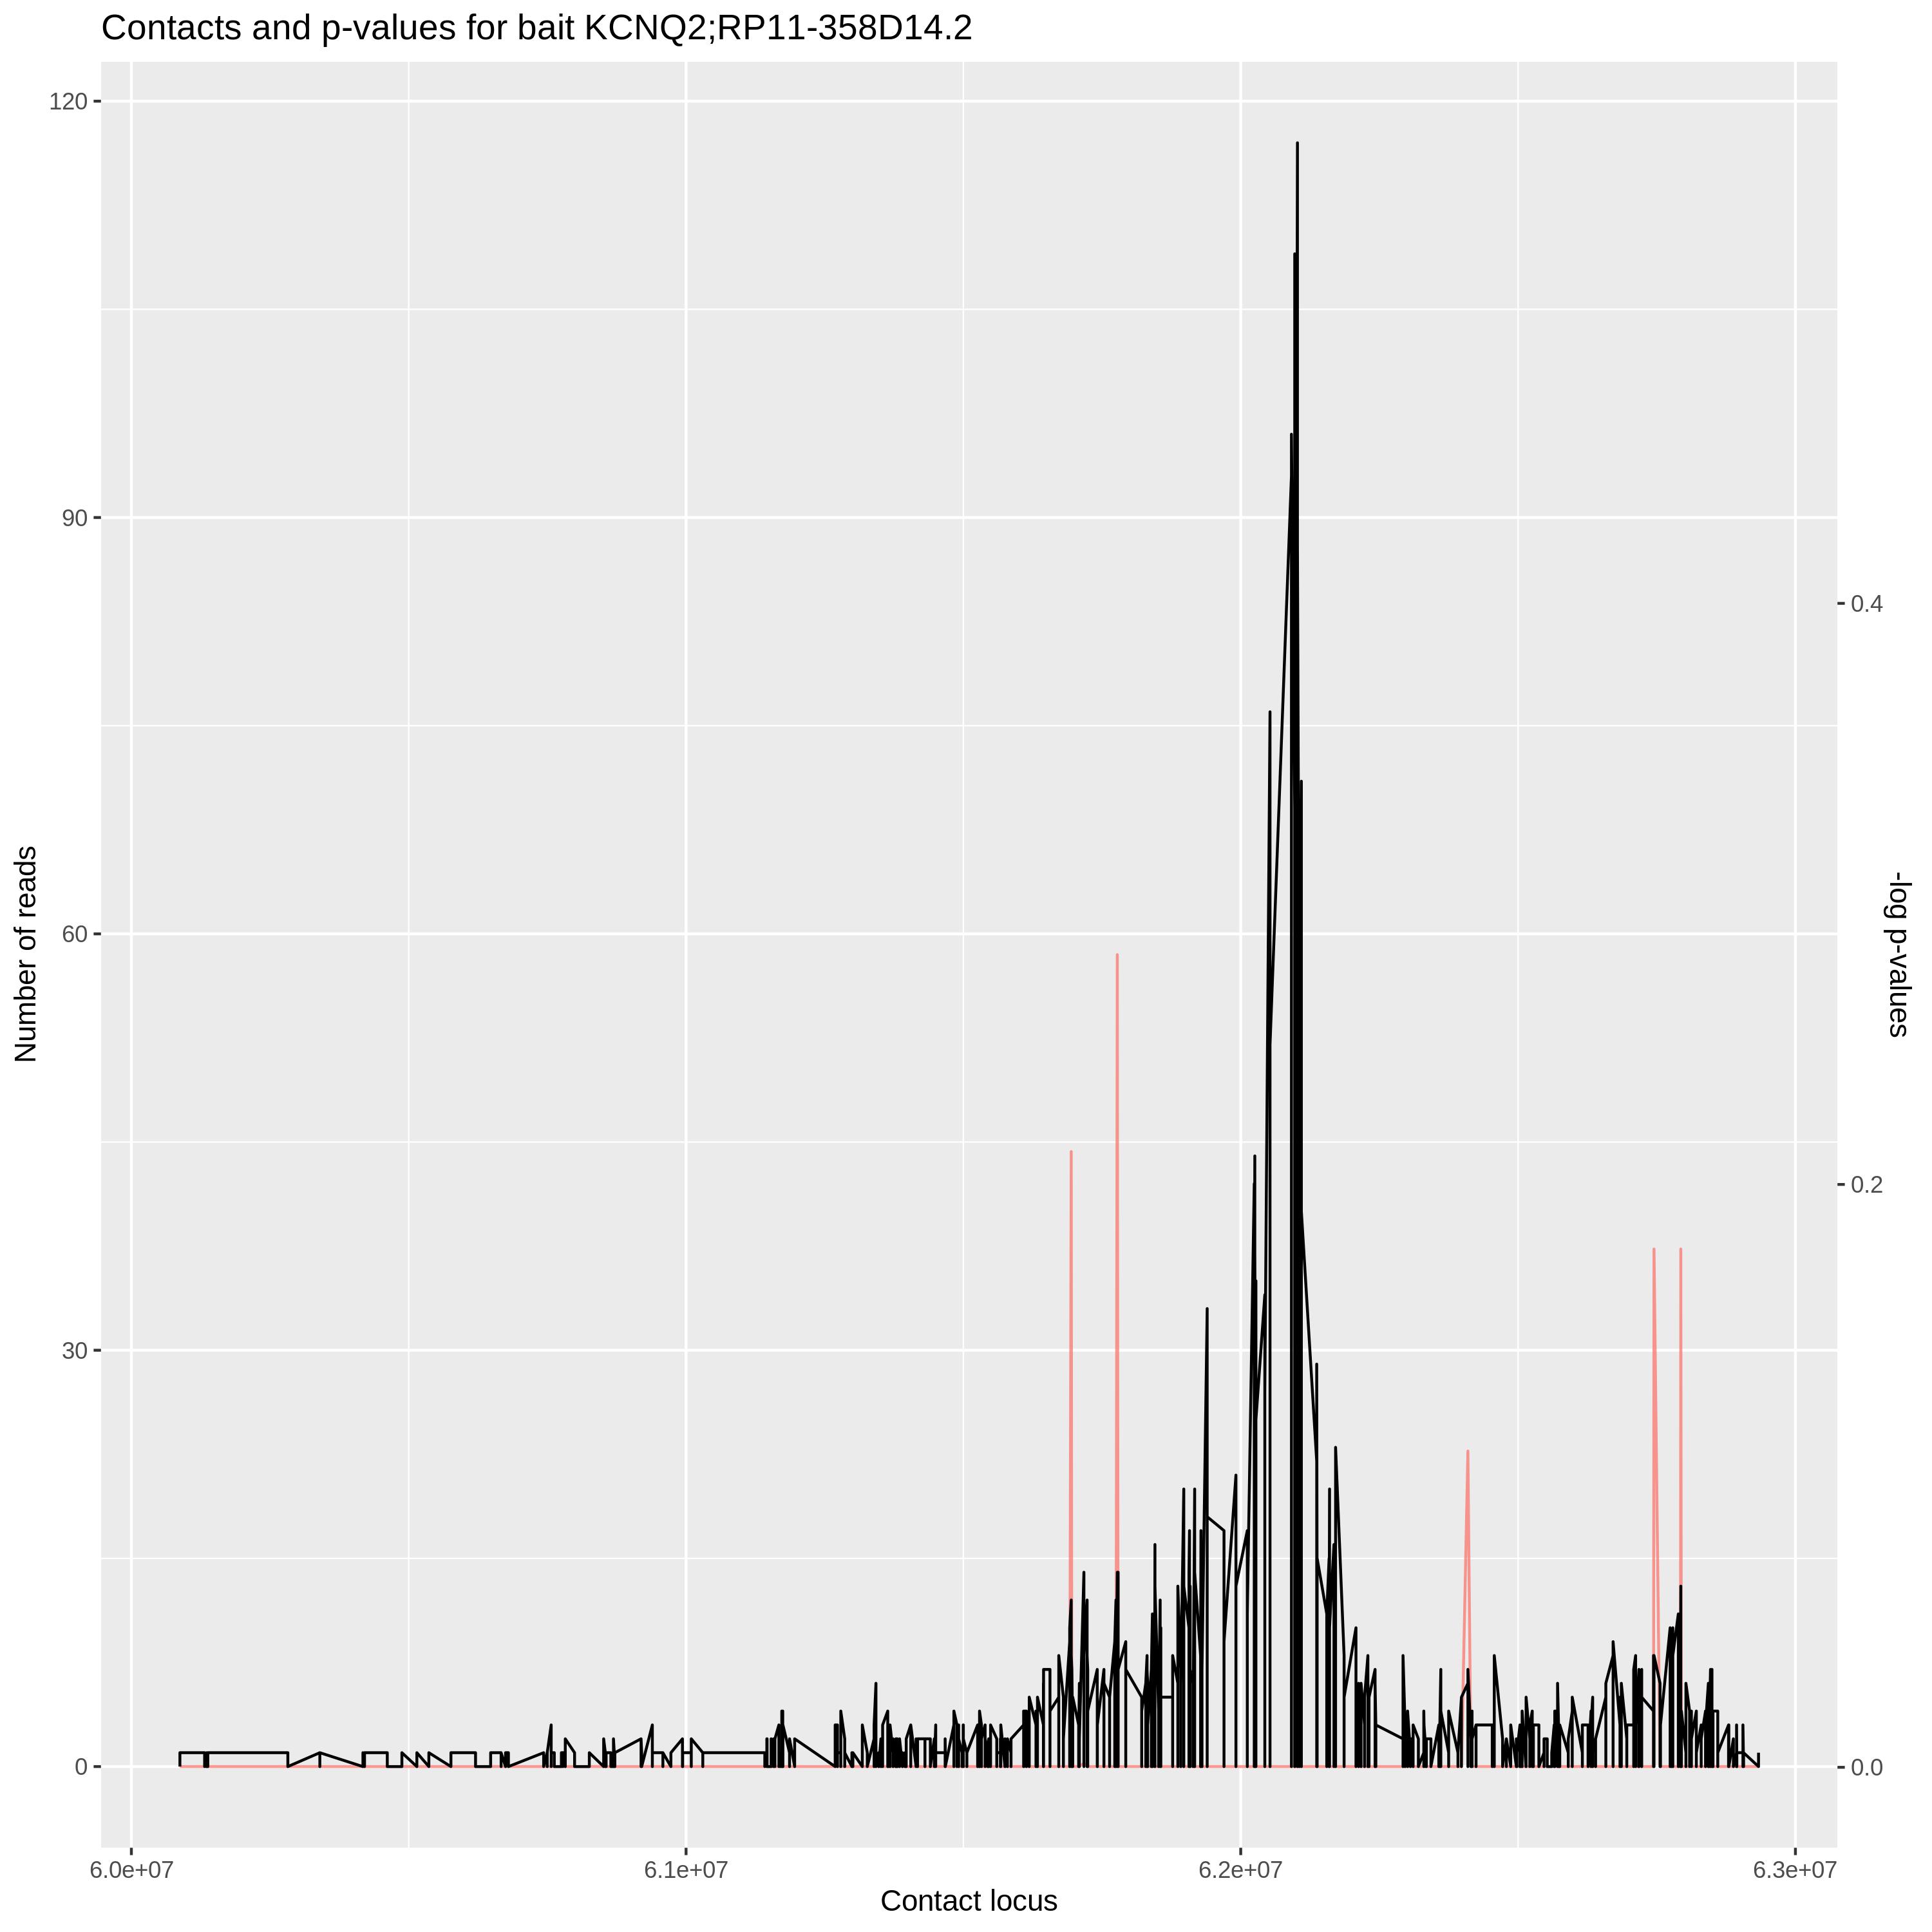 Contacts and p-values for bait KCNQ2;RP11-358D14.2
120
90
60
30
0
Number of reads
0.4
0.2
0.0
-log p-values
6.0e+07
6.1e+07
6.2e+07
6.3e+07
Contact locus